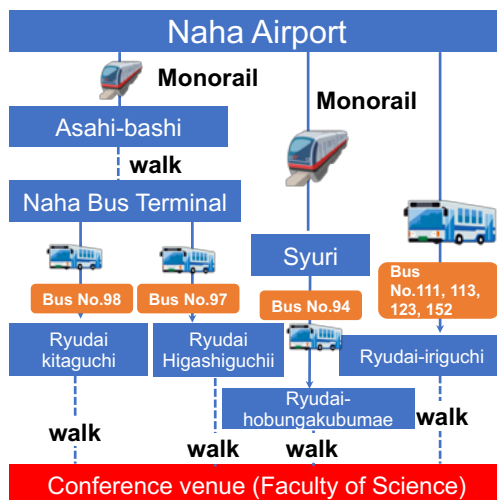 Naha Airport
Monorail
Monorail
Asahi-bashi
walk
Naha Bus Terminal
Syuri
Bus
No.111, 113,
123, 152
Bus No.98
Bus No.97
Bus No.94
Ryudai
kitaguchi
Ryudai
Higashiguchii
Ryudai-iriguchi
Ryudai-
hobungakubumae
walk
walk
walk
walk
Conference venue (Faculty of Science)